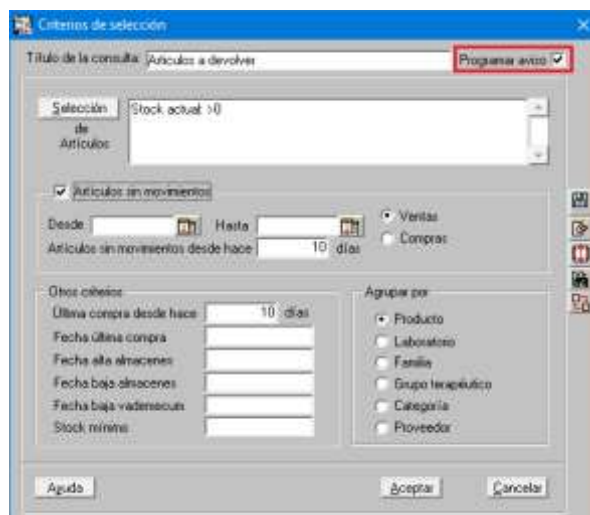 Criterios de selección
Título de la consulta: Articulos a devolver Programar aviso
Selección Stock actual: >0
de
Artículos
Artículos sin movimientos
Desde Hasta Ventas
Artículos sin movimientos desde hace 10 días Compras
Otros criterios Agrupar por
Última compra desde hace 10 días Producto
Fecha última compra Laboratorio
Fecha alta almacenes Familia
Fecha baja almacenes Grupo terapéutico
Fecha baja vademecum Categoría
Stock mínimo Proveedor
Ayuda Aceptar Cancelar